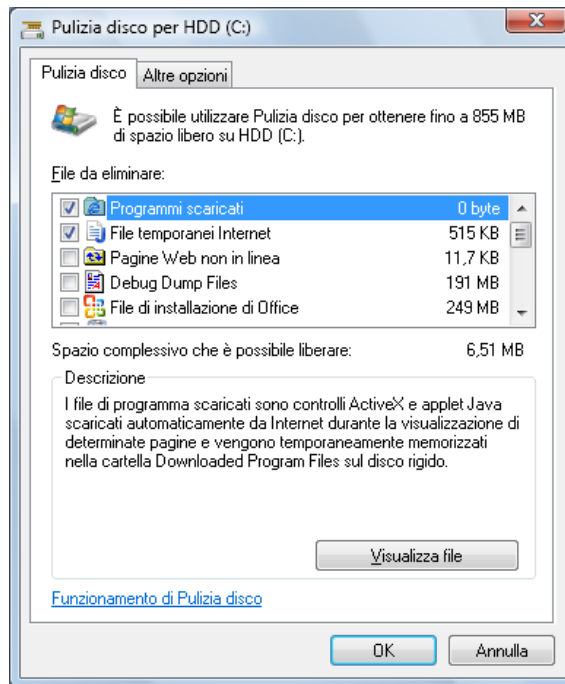 Pulizia disco per HDD (C:)
Pulizia disco
Altre opzioni
È possibile utilizzare Pulizia disco per ottenere fino a 855 MB
di spazio libero su HDD (C:).
File da eliminare:
Programmi scaricati 0 byte
File temporanei Internet 515 KB
Pagine Web non in linea 11,7 KB
Debug Dump Files 191 MB
File di installazione di Office 249 MB
Spazio complessivo che è possibile liberare: 6,51 MB
Descrizione
I file di programma scaricati sono controlli ActiveX e applet Java
scaricati automaticamente da Internet durante la visualizzazione di
determinate pagine e vengono temporaneamente memorizzati
nella cartella Downloaded Program Files sul disco rigido.
Visualizza file
Funzionamento di Pulizia disco
OK Annulla